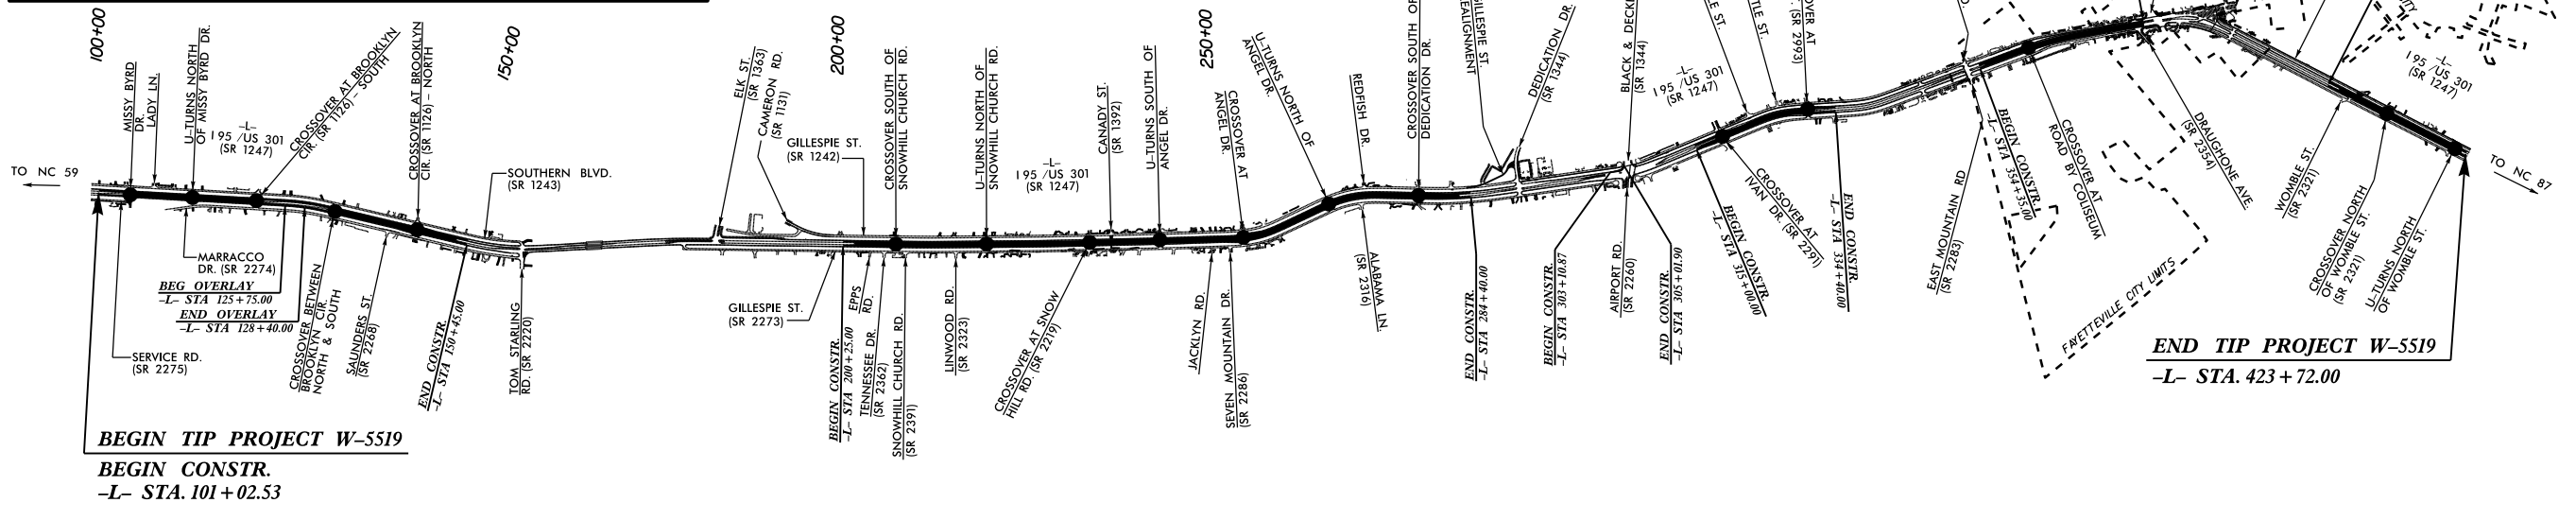 100+00
150+00
200+00
250+00
TO NC 59
MISSY BYRD
DR.
LADY LN.
U-TURNS NORTH
OF MISSY BYRD DR.
-L-
I 95 /US 301
(SR 1247)
CROSSOVER AT BROOKLYN
CIR. (SR 1126) - SOUTH
CROSSOVER AT BROOKLYN
CIR. (SR 1126) - NORTH
SOUTHERN BLVD.
(SR 1243)
ELK ST.
(SR 1363)
CAMERON RD.
(SR 1131)
GILLESPIE ST.
(SR 1242)
CROSSOVER SOUTH OF
SNOWHILL CHURCH RD.
U-TURNS NORTH OF
SNOWHILL CHURCH RD.
-L-
I 95 /US 301
(SR 1247)
CANADY ST.
(SR 1392)
U-TURNS SOUTH OF
ANGEL DR.
CROSSOVER AT
ANGEL DR.
U-TURNS NORTH OF
ANGEL DR.
REDFISH DR.
CROSSOVER SOUTH OF
DEDICATION DR.
GILLESPIE ST.
REALIGNMENT
DEDICATION DR.
(SR 1344)
BLACK & DECK
(SR 1344)
-L-
I 95 /US 301
(SR 1247)
ST.
TLE ST.
OVER AT
(SR 2993)
-L-
I 95 /US 301
(SR 1247)
TO NC 87
SERVICE RD.
(SR 2275)
MARRACCO
DR. (SR 2274)
BEG OVERLAY
-L- STA 125+75.00
END OVERLAY
-L- STA 128+40.00
CROSSOVER BETWEEN
BROOKLYN CIR.
NORTH & SOUTH
SAUNDERS ST.
(SR 2268)
END CONSTR.
-L- STA 150+45.00
TOM STARLING
RD. (SR 2220)
GILLESPIE ST.
(SR 2273)
BEGIN CONSTR.
-L- STA 200+25.00
EPPS
RD.
TENNESSEE DR.
(SR 2362)
SNOWHILL CHURCH RD.
(SR 2391)
LINWOOD RD.
(SR 2323)
CROSSOVER AT SNOW
HILL RD. (SR 2219)
JACKLYN RD.
SEVEN MOUNTAIN DR.
(SR 2286)
ALABAMA LN.
(SR 2316)
END CONSTR.
-L- STA 284+40.00
BEGIN CONSTR.
-L- STA 303+10.87
AIRPORT RD.
(SR 2260)
END CONSTR.
-L- STA 305+01.90
BEGIN CONSTR.
-L- STA 315+00.00
CROSSOVER AT
IVAN DR. (SR 2291)
END CONSTR.
-L- STA 334+40.00
EAST MOUNTAIN RD
(SR 2283)
BEGIN CONSTR.
-L- STA 354+35.00
CROSSOVER AT
ROAD BY COLISEUM
DRAUGHONE AVE.
(SR 2354)
FAYETTEVILLE CITY LIMITS
WOMBLE ST.
(SR 2321)
CROSSOVER NORTH
OF WOMBLE ST.
(SR 2321)
U-TURNS NORTH
OF WOMBLE ST.
END TIP PROJECT W-5519
-L- STA. 423+72.00
BEGIN TIP PROJECT W-5519
BEGIN CONSTR.
-L- STA. 101+02.53